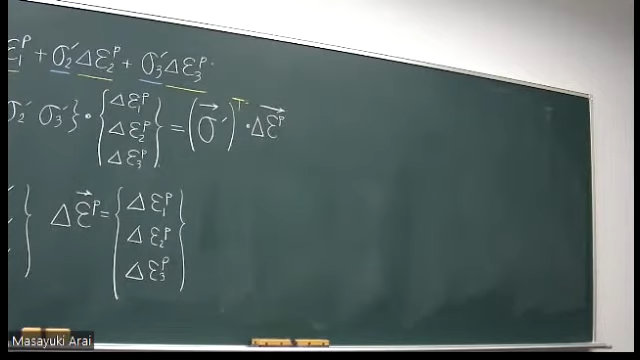 ε₁ᵖ + σ₂′ Δε₂ᵖ + σ₃′ Δε₃ᵖ
σ₂′ σ₃′} · {Δε₁ᵖ Δε₂ᵖ Δε₃ᵖ} = (σ⃗′)ᵀ · Δε⃗ᵖ
} Δε⃗ᵖ = {Δε₁ᵖ Δε₂ᵖ Δε₃ᵖ}
Masayuki Arai